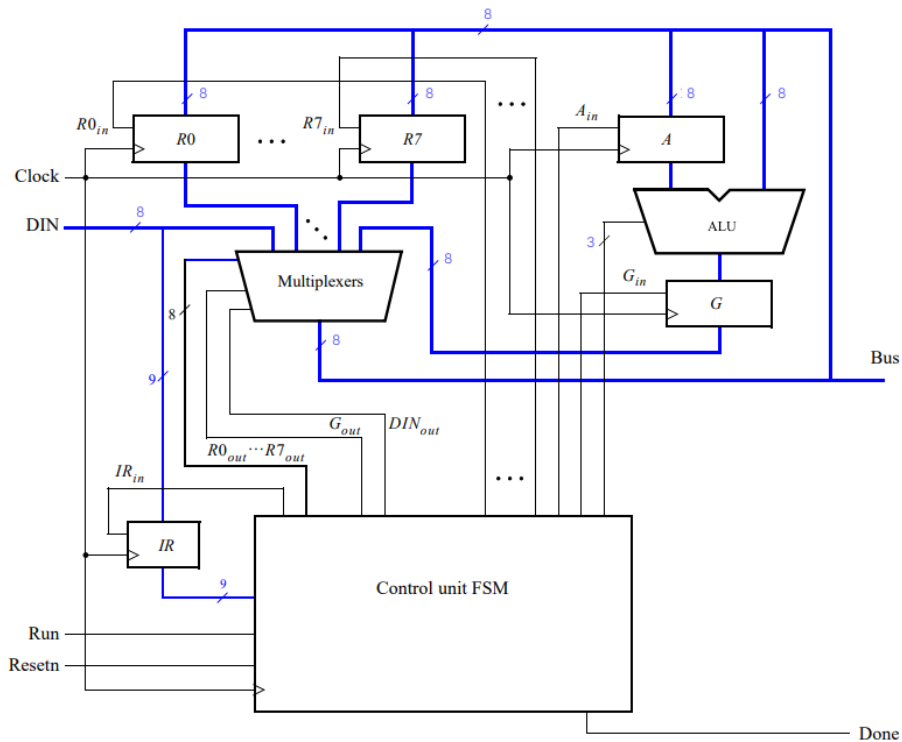 8
8
8
8
8
R0in
R0
...
R7in
R7
...
Ain
A
Clock
DIN
8
ALU
3
Multiplexers
8
Gin
8
G
8
Bus
9
Gout
DINout
R0out...R7out
IRin
...
IR
9
Control unit FSM
Run
Resetn
Done